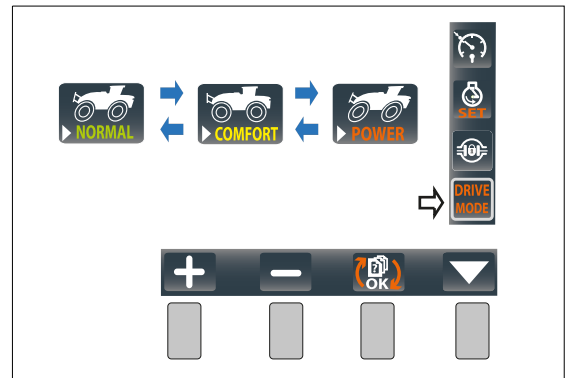 NORMAL
COMFORT
POWER
SET
DRIVE
MODE
?
OK